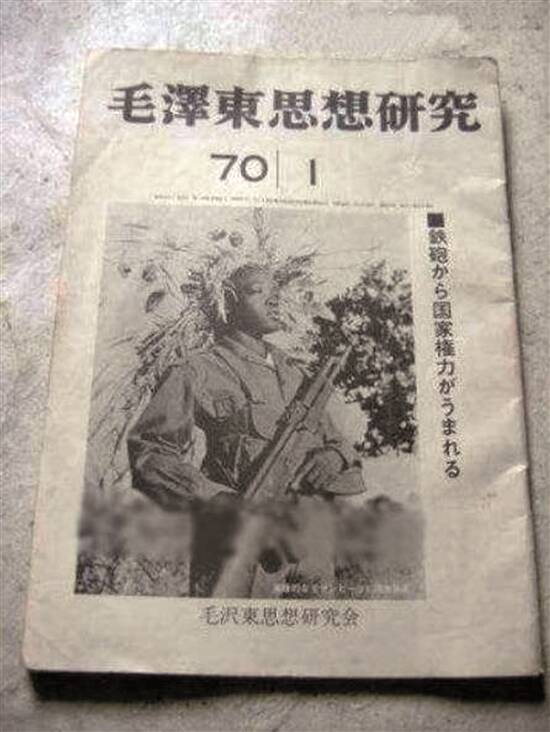 毛澤東思想研究
70 | 1
■鉄砲から国家権力がうまれる
毛沢東思想研究会